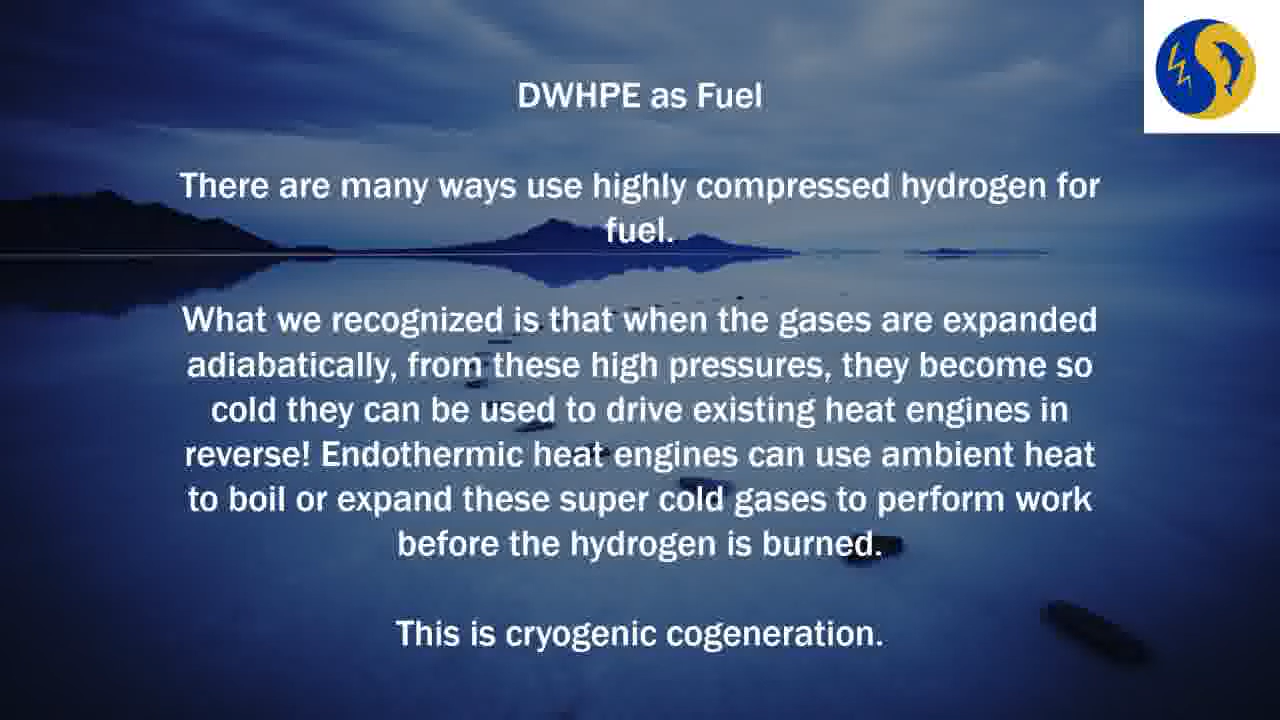 DWHPE as Fuel
There are many ways use highly compressed hydrogen for
fuel.
What we recognized is that when the gases are expanded
adiabatically, from these high pressures, they become so
cold they can be used to drive existing heat engines in
reverse! Endothermic heat engines can use ambient heat
to boil or expand these super cold gases to perform work
before the hydrogen is burned.
This is cryogenic cogeneration.